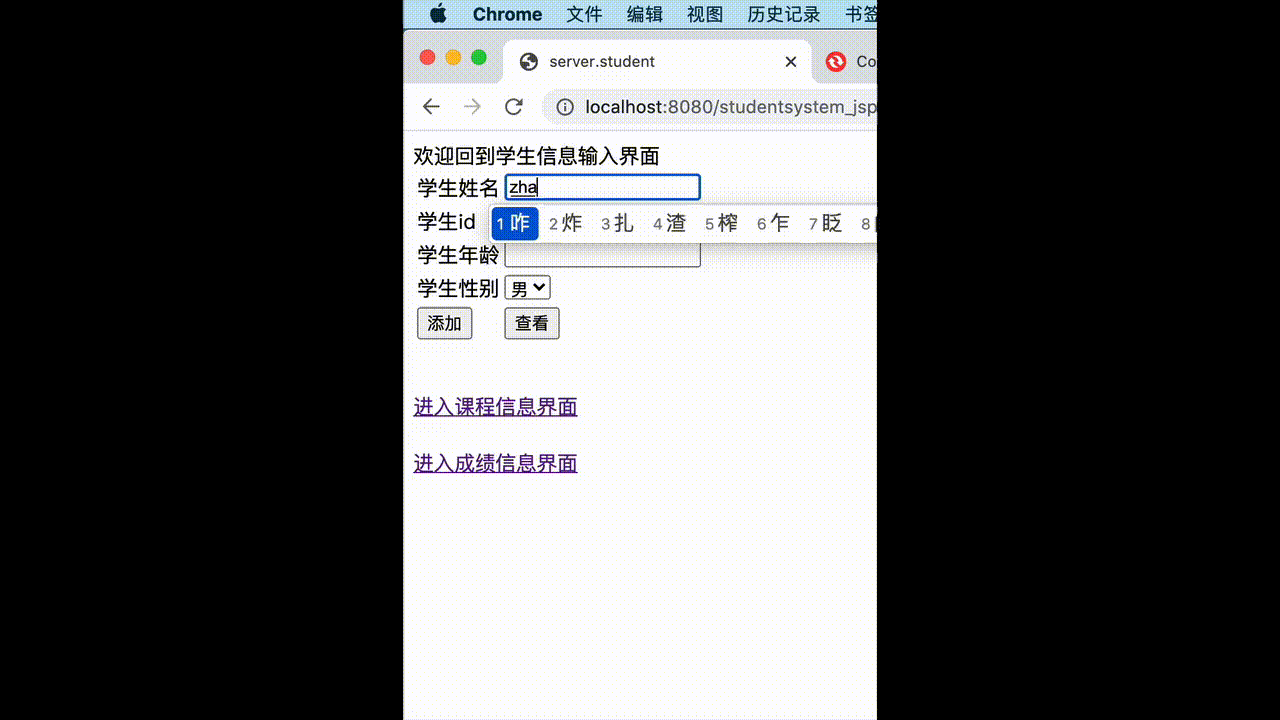 Chrome 文件 编辑 视图 历史记录 书签
server.student Co
localhost:8080/studentsystem_jsp
欢迎回到学生信息输入界面
学生姓名 zha
学生id 1 咋 2 炸 3 扎 4 渣 5 榨 6 乍 7 眨 8
学生年龄
学生性别 男
添加 查看
进入课程信息界面
进入成绩信息界面